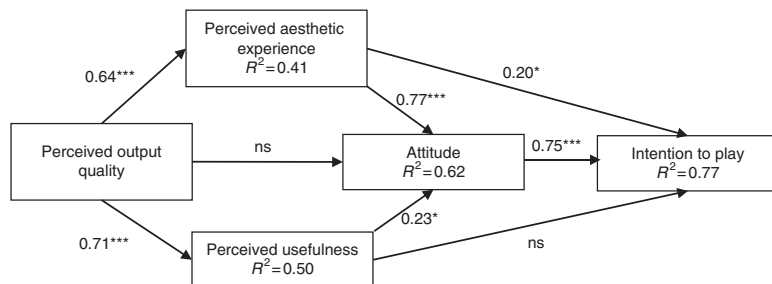 Perceived aesthetic
experience
R²=0.41
0.64***
0.20*
0.77***
Perceived output
quality
ns
Attitude
R²=0.62
0.75***
Intention to play
R²=0.77
0.71***
0.23*
ns
Perceived usefulness
R²=0.50